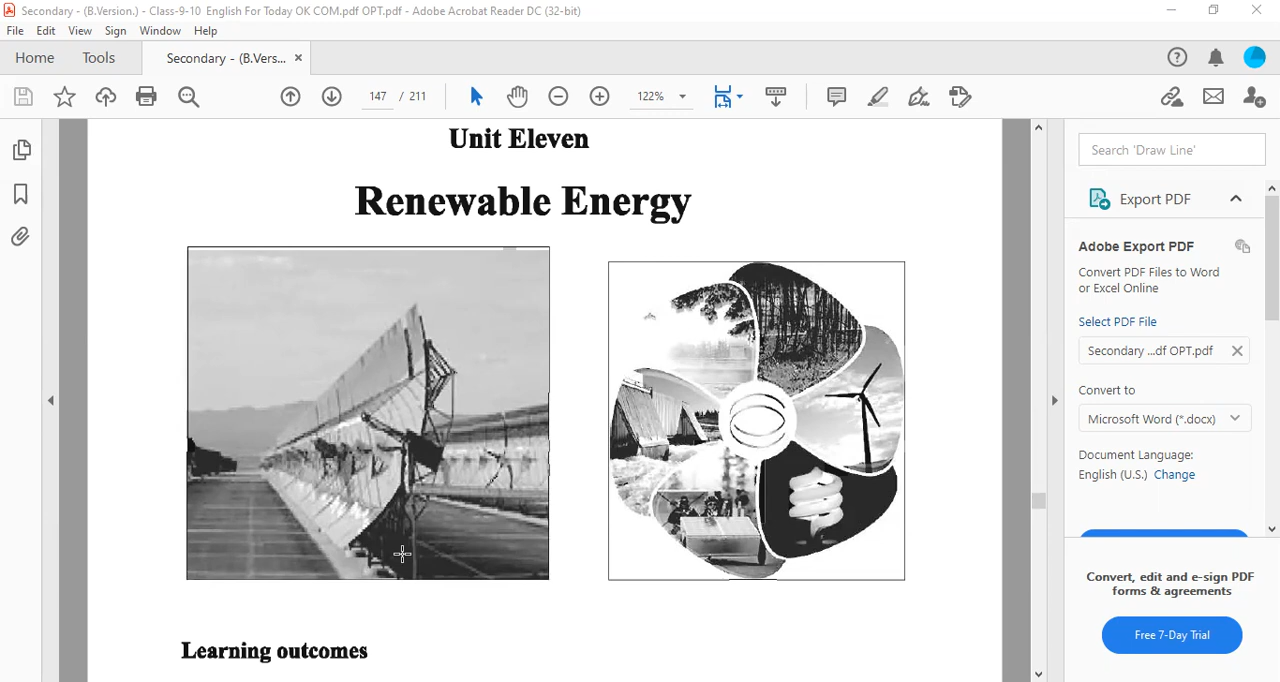 Secondary - (B.Version.) - Class-9-10 English For Today OK COM.pdf OPT.pdf - Adobe Acrobat Reader DC (32-bit)
File Edit View Sign Window Help
Home Tools Secondary - (B.Vers... ×
147 / 211 122%
Search 'Draw Line'
Export PDF
Adobe Export PDF
Convert PDF Files to Word
or Excel Online
Select PDF File
Secondary ...df OPT.pdf
Convert to
Microsoft Word (*.docx)
Document Language:
English (U.S.) Change
Convert, edit and e-sign PDF
forms & agreements
Free 7-Day Trial
Unit Eleven
Renewable Energy
Learning outcomes